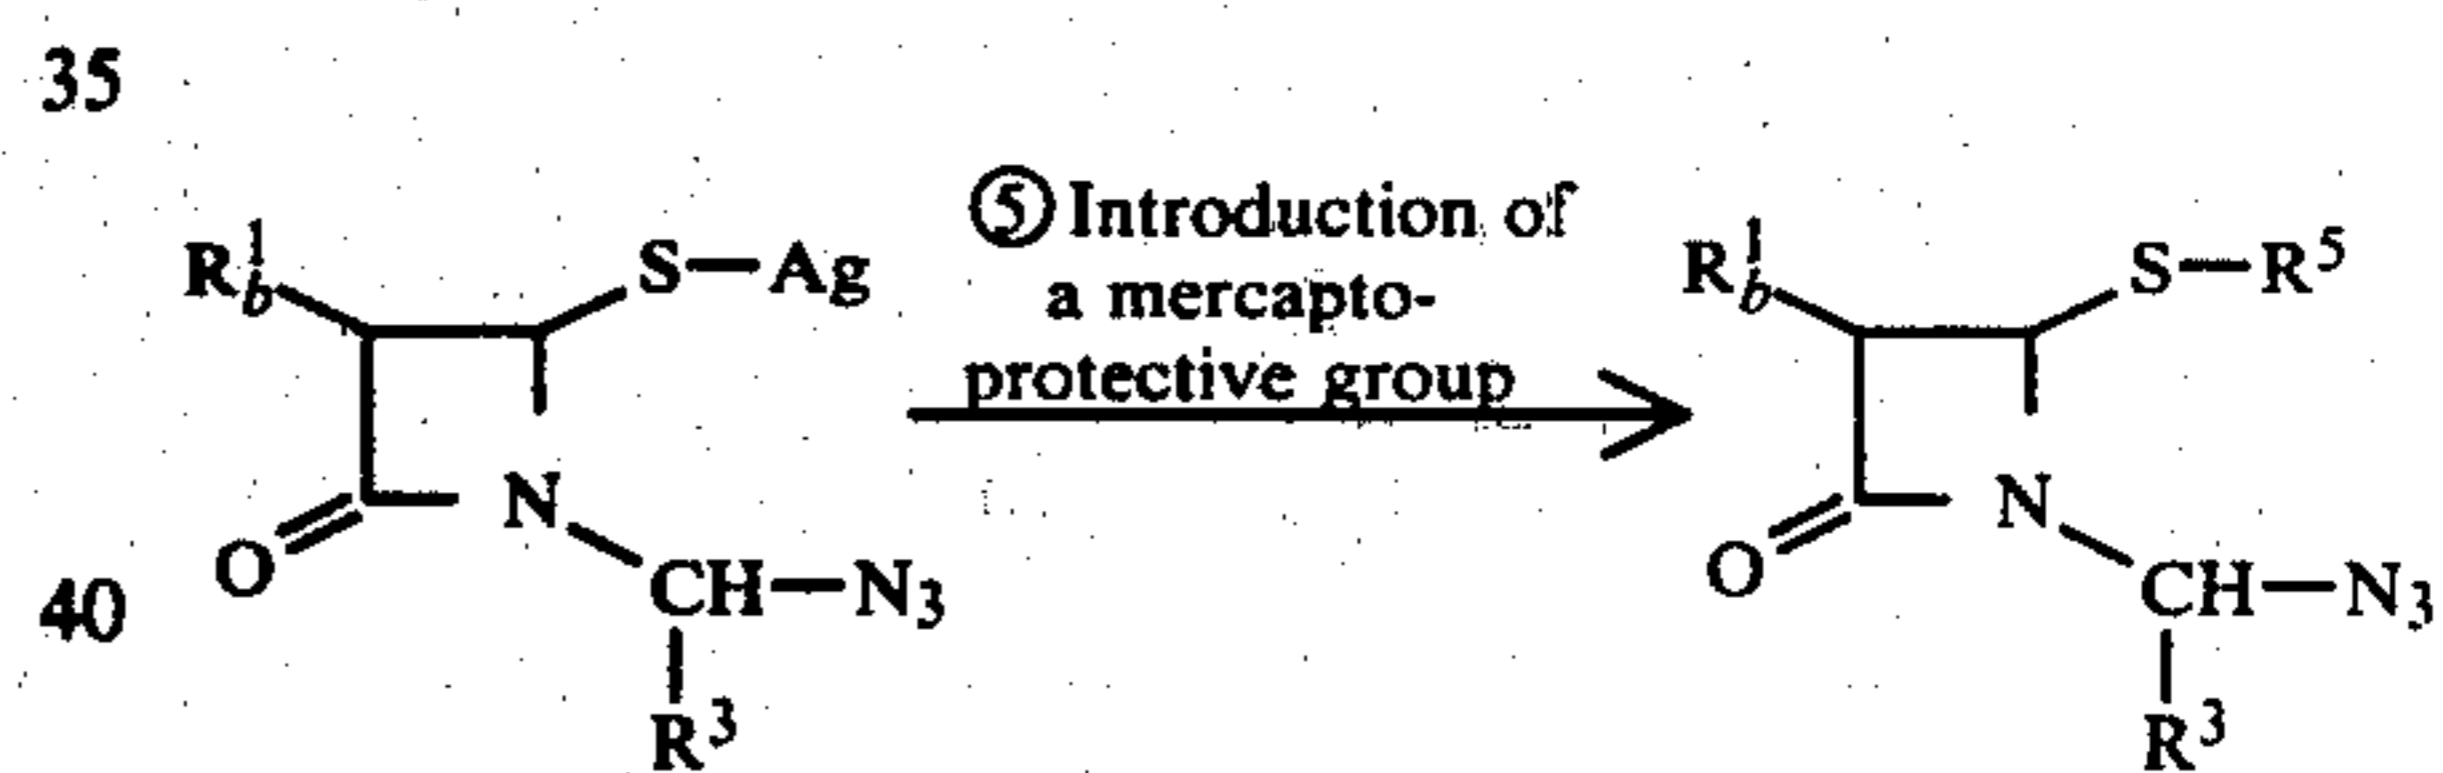 35
⑤ Introduction of
a mercapto-
protective group
R¹b S—Ag
R¹b S—R⁵
O N
CH—N₃
R³
O N
CH—N₃
R³
40